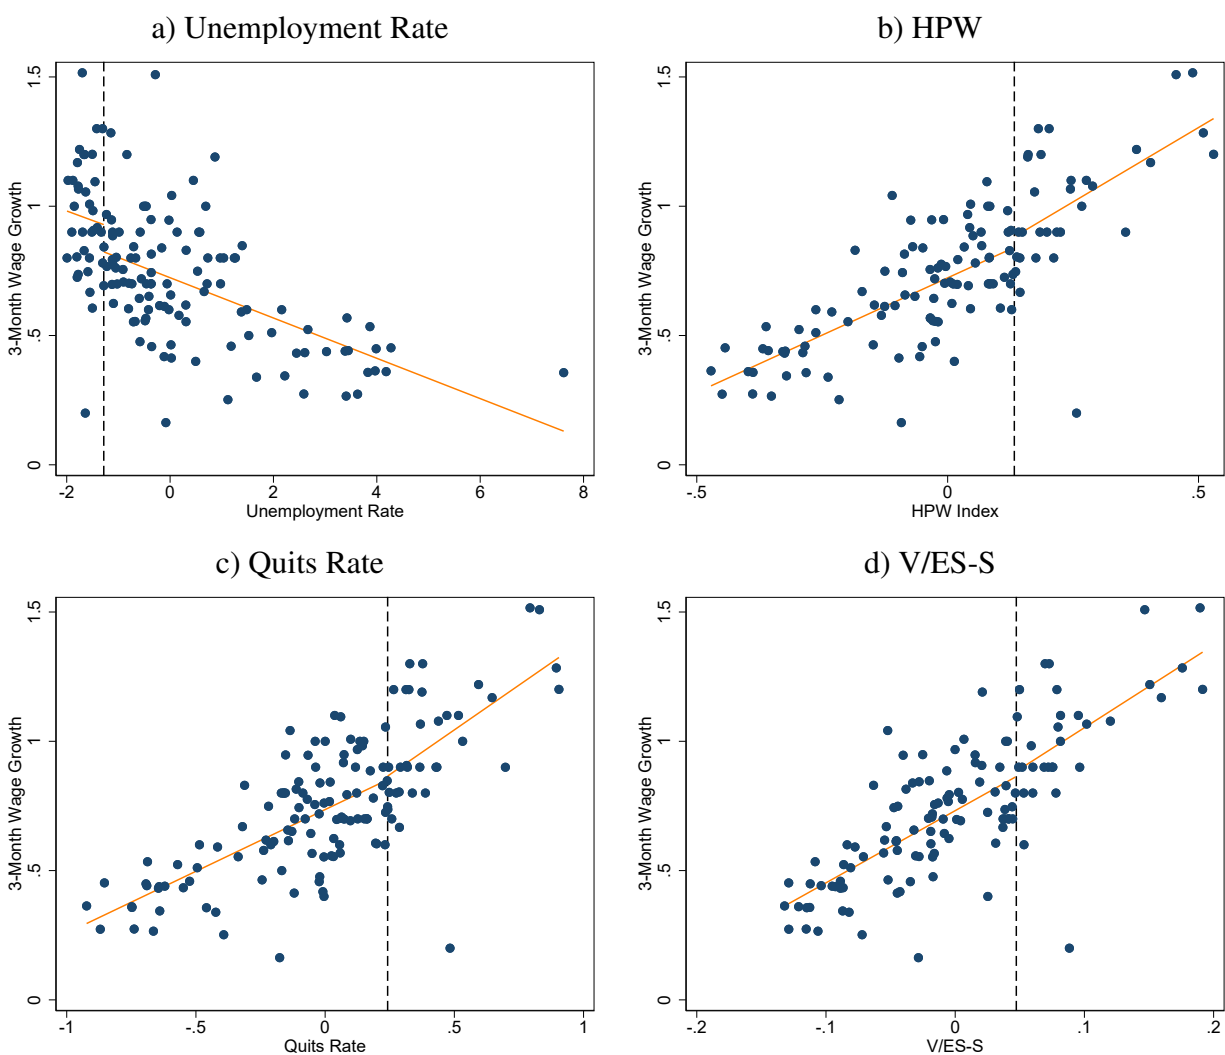 a) Unemployment Rate
3-Month Wage Growth
0 .5 1 1.5
-2 0 2 4 6 8
Unemployment Rate
b) HPW
3-Month Wage Growth
0 .5 1 1.5
-.5 0 .5
HPW Index
c) Quits Rate
3-Month Wage Growth
0 .5 1 1.5
-1 -.5 0 .5 1
Quits Rate
d) V/ES-S
3-Month Wage Growth
0 .5 1 1.5
-.2 -.1 0 .1 .2
V/ES-S